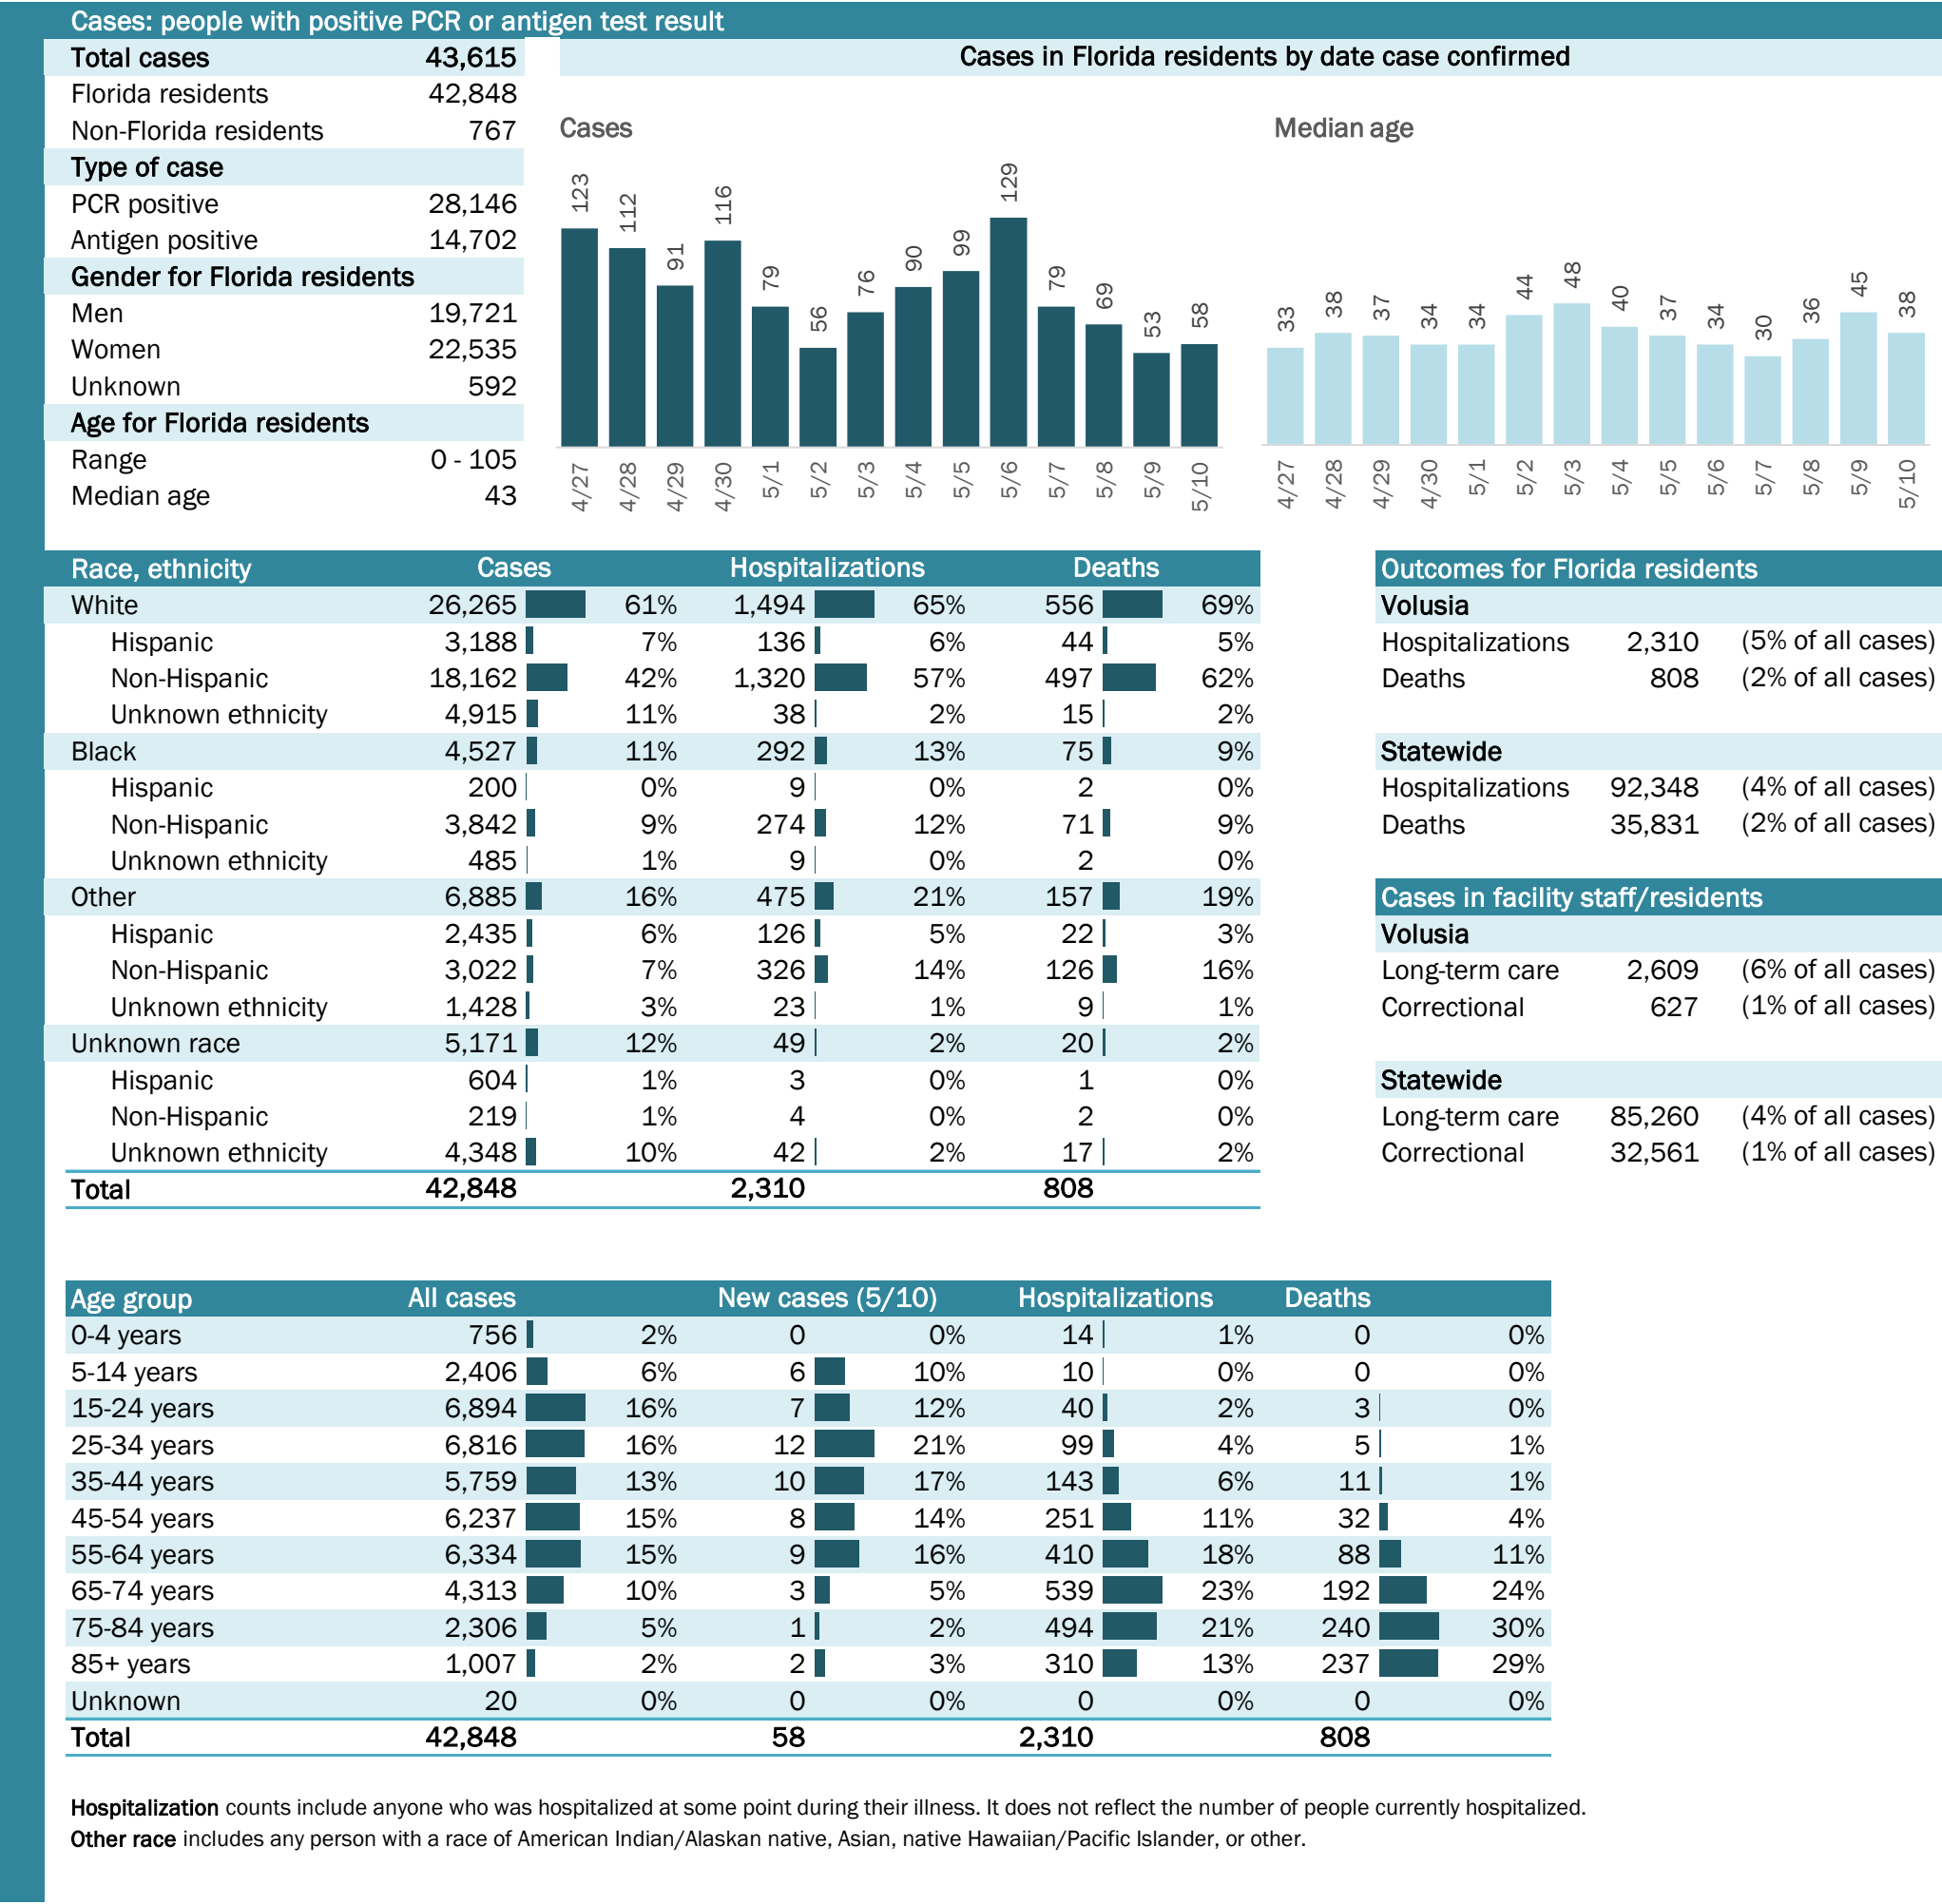 Cases: people with positive PCR or antigen test result
Total cases 43,615
Florida residents 42,848
Non-Florida residents 767
Type of case
PCR positive 28,146
Antigen positive 14,702
Gender for Florida residents
Men 19,721
Women 22,535
Unknown 592
Age for Florida residents
Range 0 - 105
Median age 43
Cases in Florida residents by date case confirmed
Cases
123 112 91 116 79 56 76 90 99 129 79 69 53 58
4/27 4/28 4/29 4/30 5/1 5/2 5/3 5/4 5/5 5/6 5/7 5/8 5/9 5/10
Median age
33 38 37 34 34 44 48 40 37 34 30 36 45 38
4/27 4/28 4/29 4/30 5/1 5/2 5/3 5/4 5/5 5/6 5/7 5/8 5/9 5/10
Race, ethnicity Cases Hospitalizations Deaths
White 26,265 61% 1,494 65% 556 69%
Hispanic 3,188 7% 136 6% 44 5%
Non-Hispanic 18,162 42% 1,320 57% 497 62%
Unknown ethnicity 4,915 11% 38 2% 15 2%
Black 4,527 11% 292 13% 75 9%
Hispanic 200 0% 9 0% 2 0%
Non-Hispanic 3,842 9% 274 12% 71 9%
Unknown ethnicity 485 1% 9 0% 2 0%
Other 6,885 16% 475 21% 157 19%
Hispanic 2,435 6% 126 5% 22 3%
Non-Hispanic 3,022 7% 326 14% 126 16%
Unknown ethnicity 1,428 3% 23 1% 9 1%
Unknown race 5,171 12% 49 2% 20 2%
Hispanic 604 1% 3 0% 1 0%
Non-Hispanic 219 1% 4 0% 2 0%
Unknown ethnicity 4,348 10% 42 2% 17 2%
Total 42,848 2,310 808
Outcomes for Florida residents
Volusia
Hospitalizations 2,310 (5% of all cases)
Deaths 808 (2% of all cases)
Statewide
Hospitalizations 92,348 (4% of all cases)
Deaths 35,831 (2% of all cases)
Cases in facility staff/residents
Volusia
Long-term care 2,609 (6% of all cases)
Correctional 627 (1% of all cases)
Statewide
Long-term care 85,260 (4% of all cases)
Correctional 32,561 (1% of all cases)
Age group All cases New cases (5/10) Hospitalizations Deaths
0-4 years 756 2% 0 0% 14 1% 0 0%
5-14 years 2,406 6% 6 10% 10 0% 0 0%
15-24 years 6,894 16% 7 12% 40 2% 3 0%
25-34 years 6,816 16% 12 21% 99 4% 5 1%
35-44 years 5,759 13% 10 17% 143 6% 11 1%
45-54 years 6,237 15% 8 14% 251 11% 32 4%
55-64 years 6,334 15% 9 16% 410 18% 88 11%
65-74 years 4,313 10% 3 5% 539 23% 192 24%
75-84 years 2,306 5% 1 2% 494 21% 240 30%
85+ years 1,007 2% 2 3% 310 13% 237 29%
Unknown 20 0% 0 0% 0 0% 0 0%
Total 42,848 58 2,310 808
Hospitalization counts include anyone who was hospitalized at some point during their illness. It does not reflect the number of people currently hospitalized.
Other race includes any person with a race of American Indian/Alaskan native, Asian, native Hawaiian/Pacific Islander, or other.